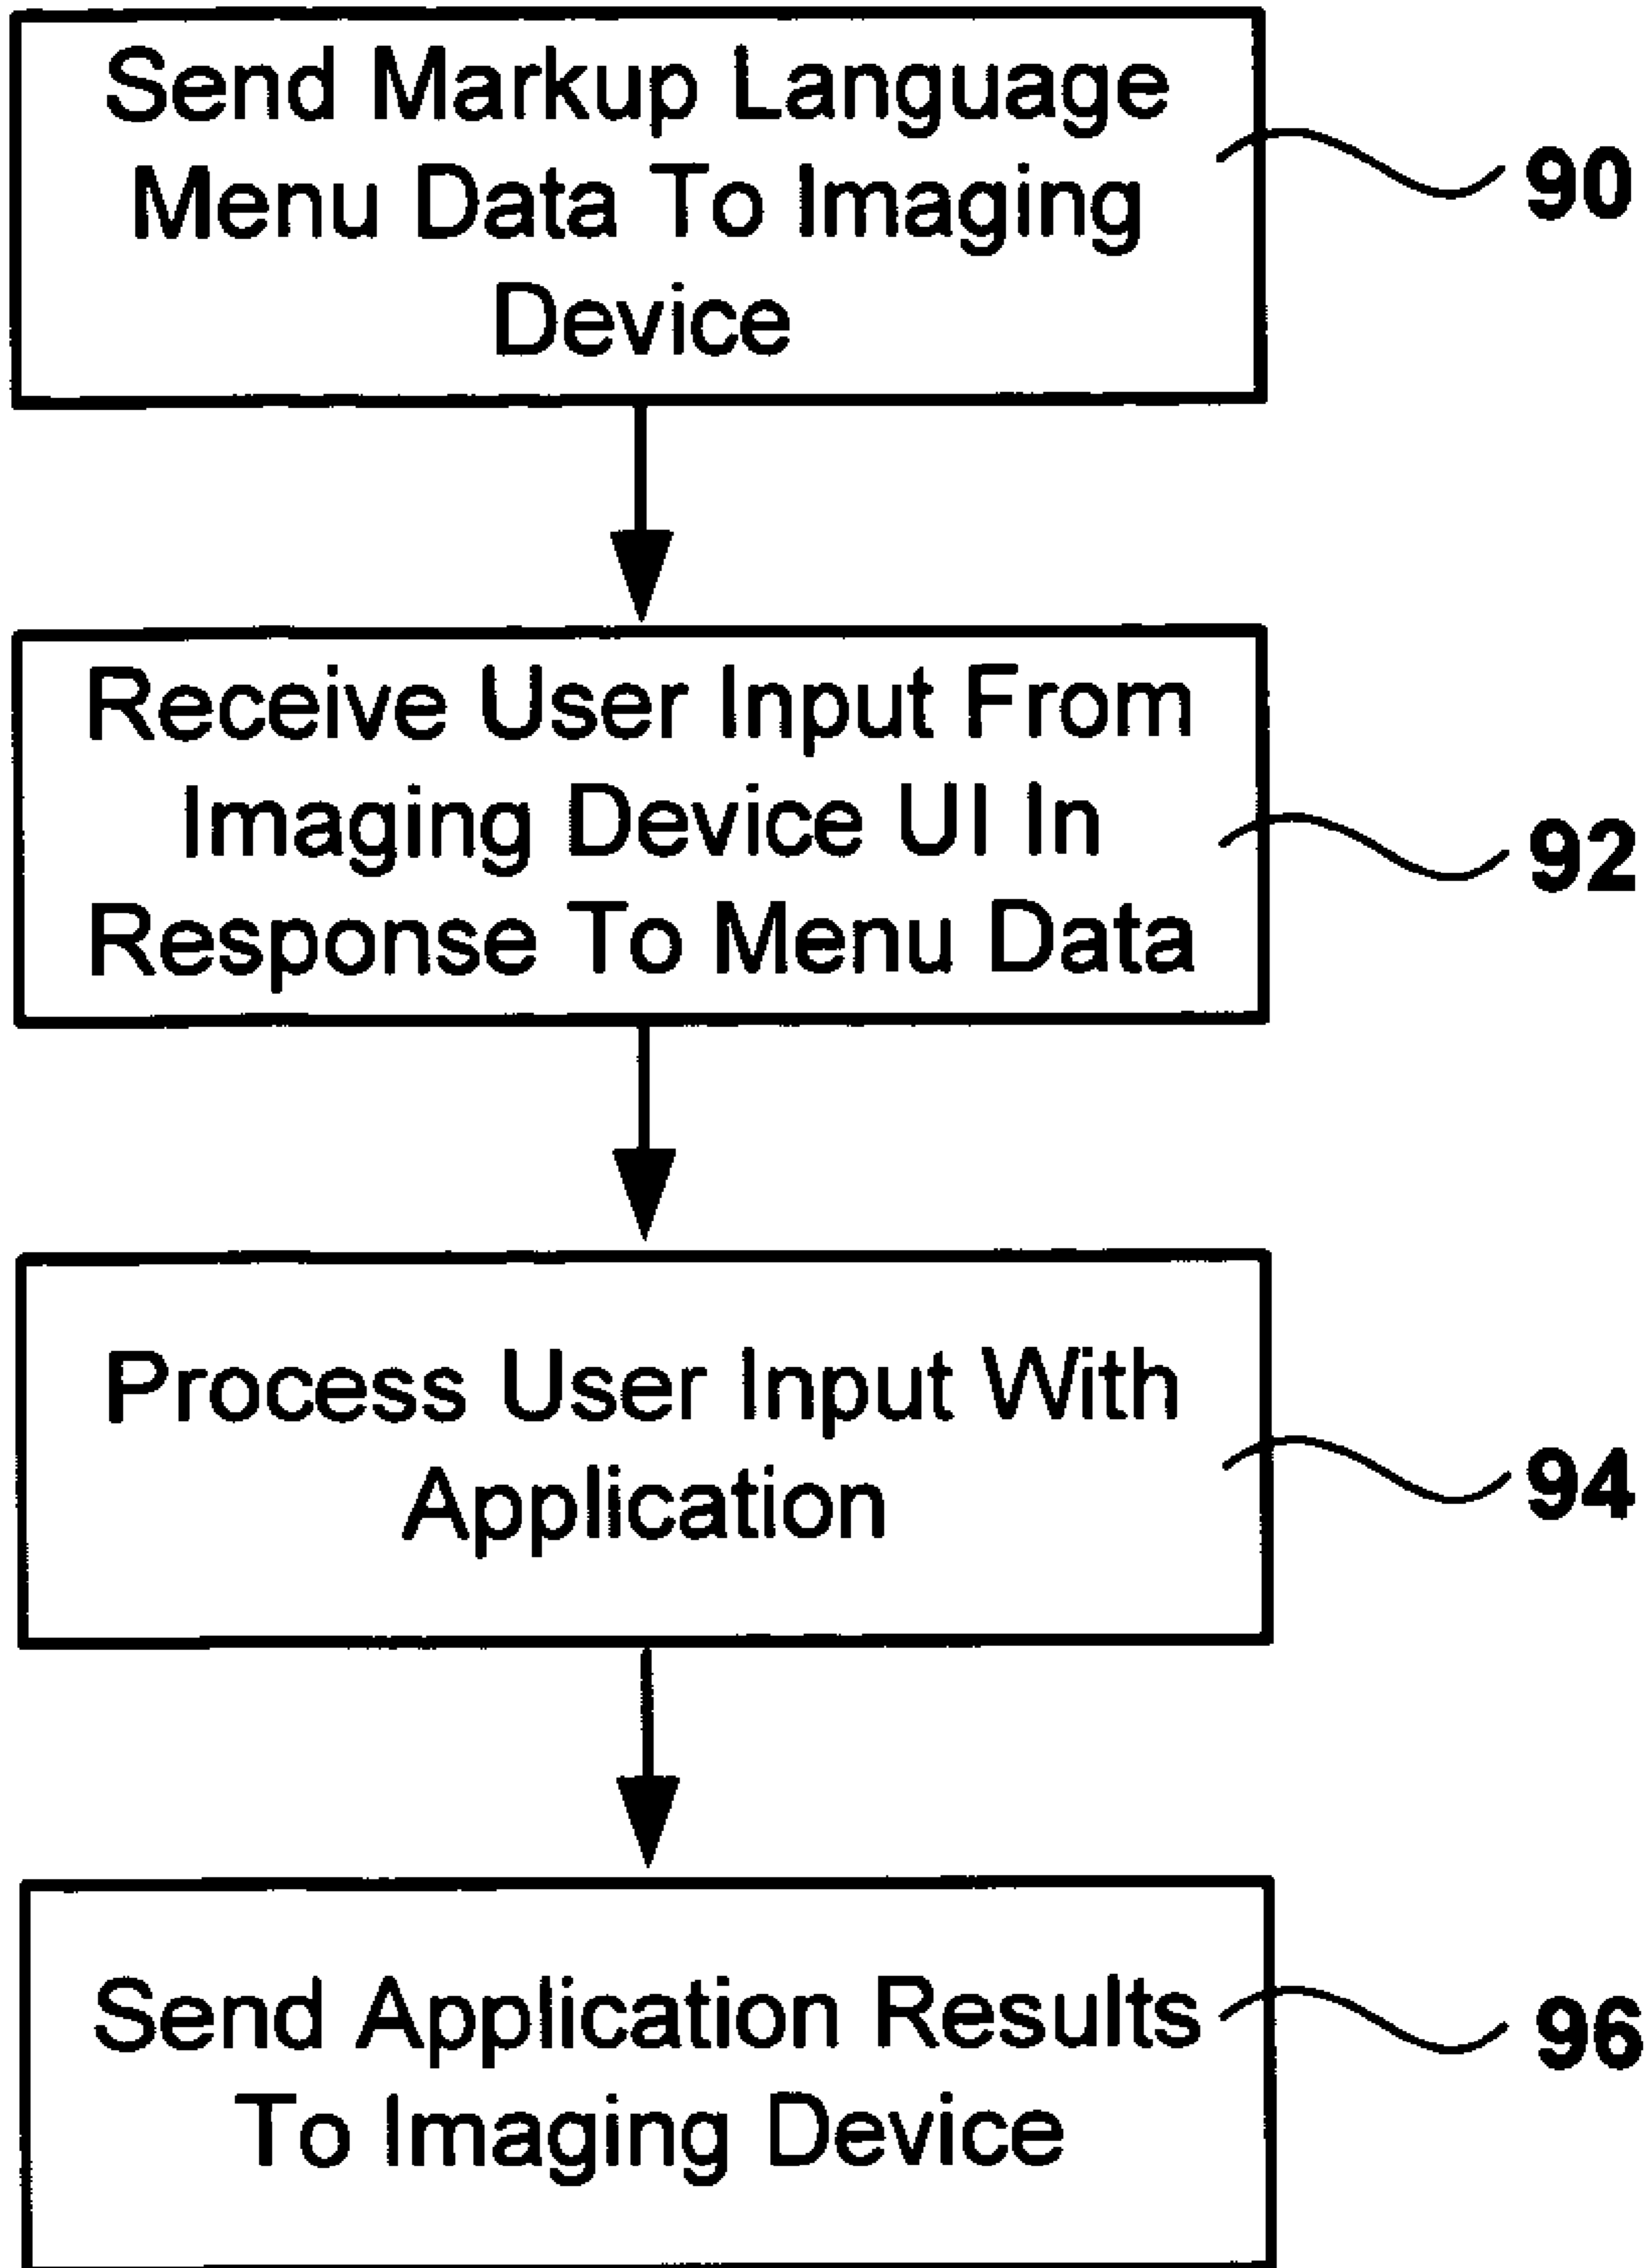 Send Markup Language
Menu Data To Imaging
Device
90
Receive User Input From
Imaging Device UI In
Response To Menu Data
92
Process User Input With
Application
94
Send Application Results
To Imaging Device
96